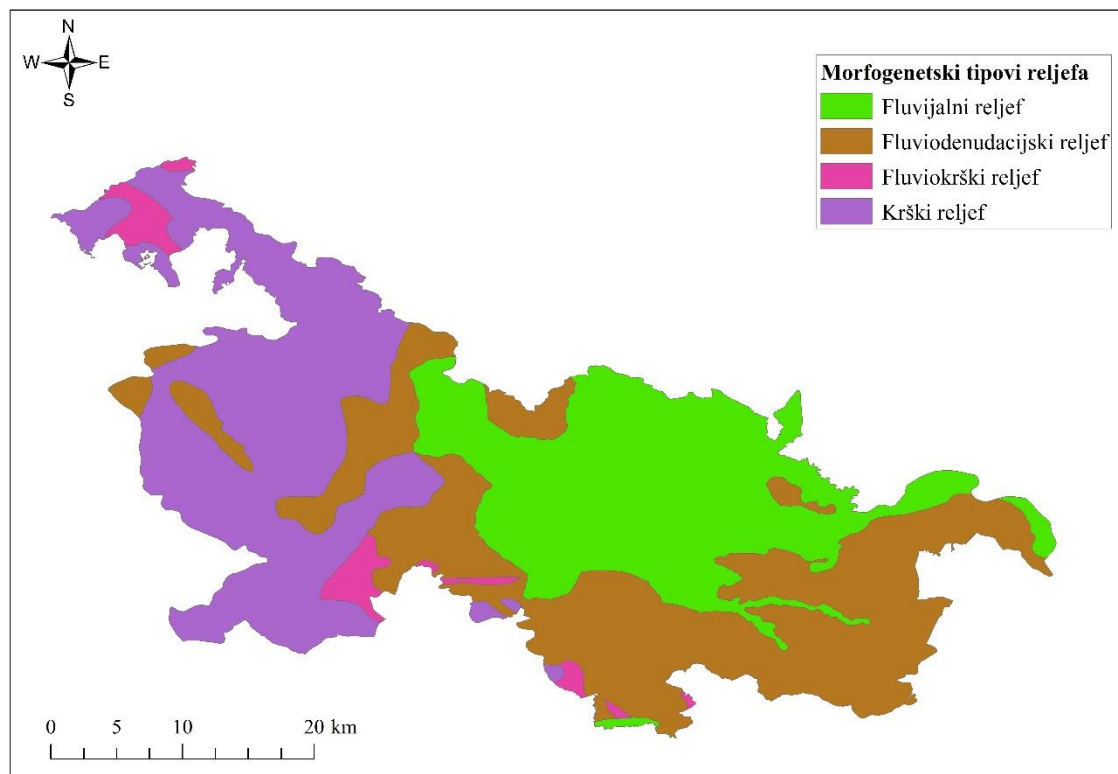 N
W E
S
Morfogenetski tipovi reljefa
Fluvijalni reljef
Fluviodenudacijski reljef
Fluviokrški reljef
Krški reljef
0 5 10 20 km